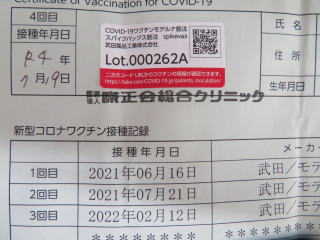 Certificate of Vaccination for COVID-19
4回目
接種年月日
R4年
7月19日
COVID-19ワクチンモデルナ筋注
スパイクバックス筋注 spikevax
武田薬品工業株式会社
Lot.000262A
二次元コード URLからワクチンの情報が確認できます。
https://take-care-COVID-19.jp/patients_inoculation/
氏名
住所
生年月日
康正会総合クリニック
新型コロナワクチン接種記録
接種年月日
メーカー
1回目 2021年06月16日 武田/モデ
2回目 2021年07月21日 武田/モデ
3回目 2022年02月12日 武田/モデ
********